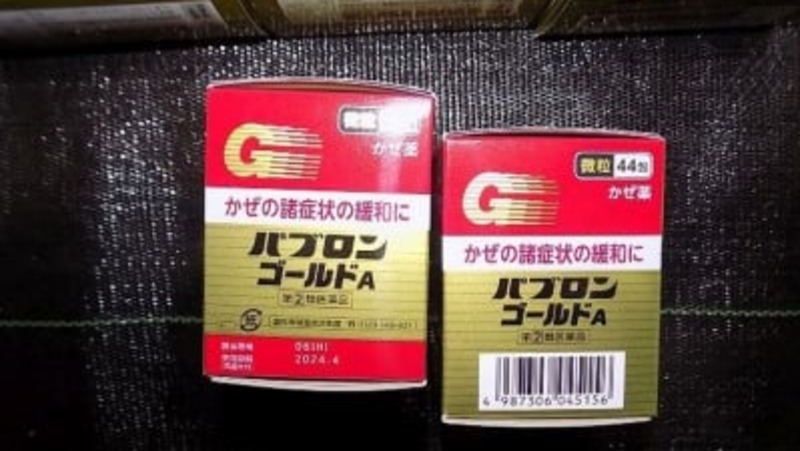 G
微粒
かぜ薬
かぜの諸症状の緩和に
パブロン
ゴールドA
第②類医薬品
061H
2024.4
G
微粒 44包
かぜ薬
かぜの諸症状の緩和に
パブロン
ゴールドA
第②類医薬品
4 987306 045156